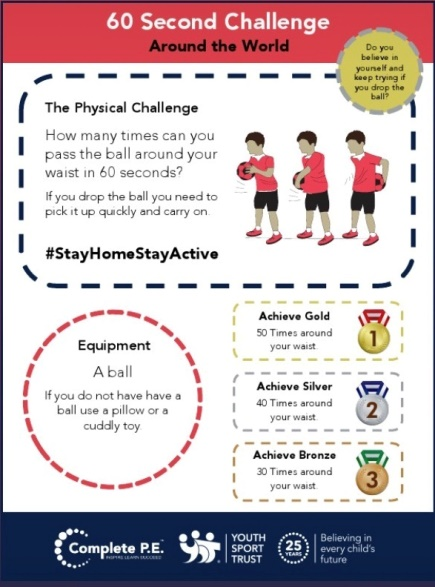 60 Second Challenge
Around the World
Do you
believe in
yourself and
keep trying if
you drop the
ball?
The Physical Challenge
How many times can you
pass the ball around your
waist in 60 seconds?
If you drop the ball you need to
pick it up quickly and carry on.
#StayHomeStayActive
Equipment
A ball
If you do not have have a
ball use a pillow or a
cuddly toy
Achieve Gold
50 Times around
your waist.
1
Achieve Silver
40 Times around
your waist.
2
Achieve Bronze
30 Times around
your waist.
3
Complete P.E.
INSPIRE LEARN SUCCEED
YOUTH
SPORT
TRUST
25
YEARS
Believing in
every child's
future